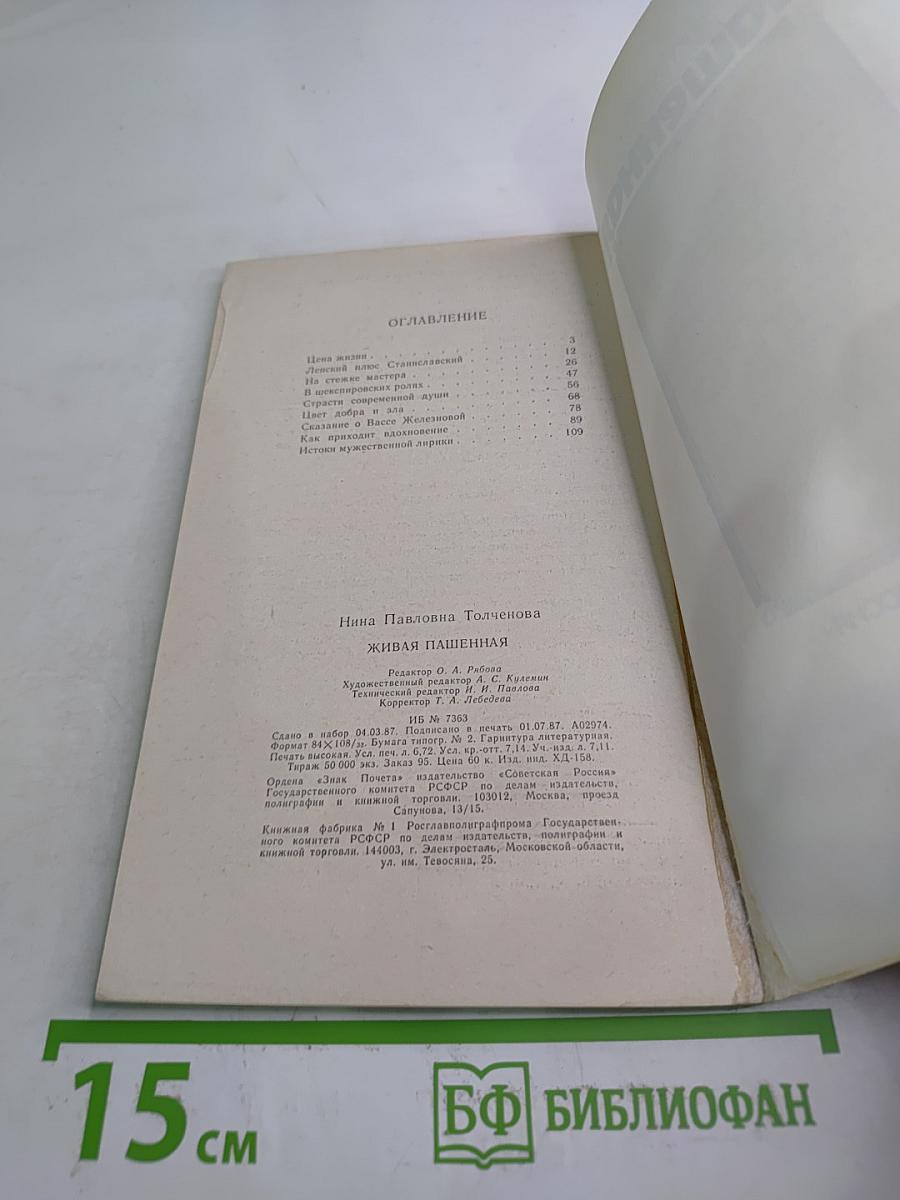 ОГЛАВЛЕНИЕ
Цена жизни . . . . . . . . . . . 3
Ленский плюс Станиславский . . . . . . 12
На стежке мастера . . . . . . . . . 26
В шекспировских ролях . . . . . . . . 47
Страсти современной души . . . . . . . 56
Цвет добра и зла . . . . . . . . . 68
Сказание о Вассе Железновой . . . . . . 78
Как приходит вдохновение . . . . . . . 89
Истоки мужественной лирики . . . . . . 109
Нина Павловна Толченова
ЖИВАЯ ПАШЕННАЯ
Редактор О. А. Рябова
Художественный редактор А. С. Кулемин
Технический редактор И. И. Павлова
Корректор Т. А. Лебедева
ИБ № 7363
Сдано в набор 04.03.87. Подписано в печать 01.07.87. А02974.
Формат 84×108/32. Бумага типогр. № 2. Гарнитура литературная.
Печать высокая. Усл. печ. л. 6,72. Усл. кр.-отт. 7,14. Уч.-изд. л. 7,11.
Тираж 50 000 экз. Заказ 95. Цена 60 к. Изд. инд. ХД-158.
Ордена «Знак Почета» издательство «Советская Россия»
Государственного комитета РСФСР по делам издательств,
полиграфии и книжной торговли. 103012, Москва, проезд
Сапунова, 13/15.
Книжная фабрика № 1 Росглавполиграфпрома Государствен-
ного комитета РСФСР по делам издательств, полиграфии и
книжной торговли. 144003, г. Электросталь, Московской области,
ул. им. Тевосяна, 25.
15 см
БФ БИБЛИОФАН